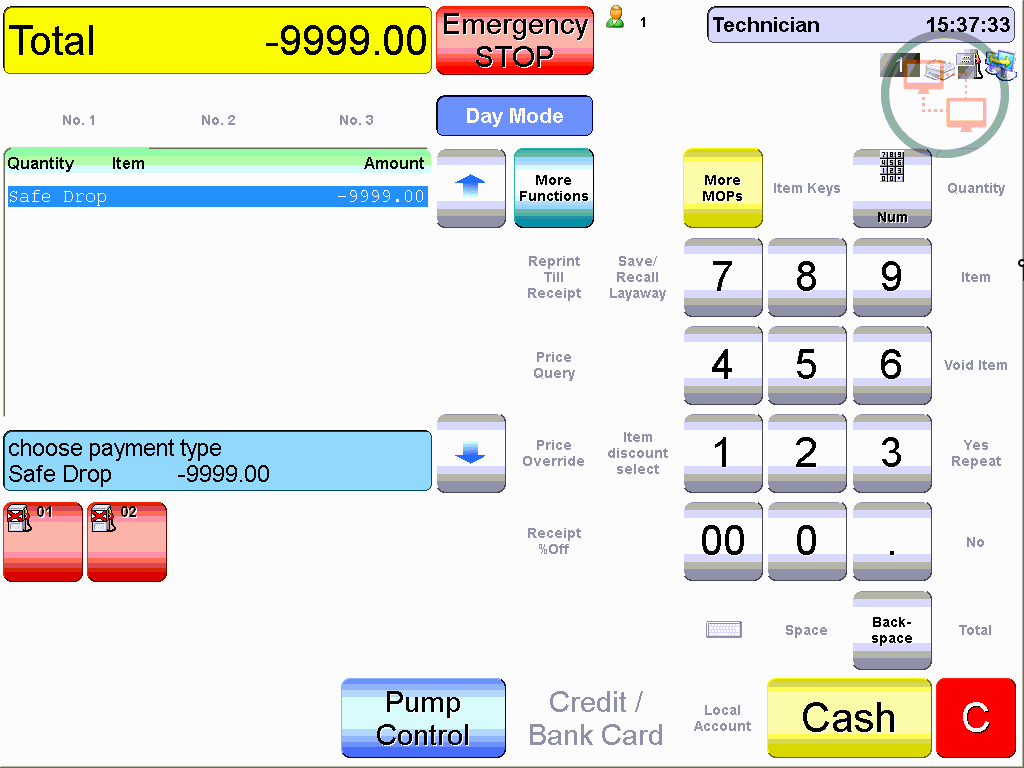 Total -9999.00
Emergency
STOP
1
Technician 15:37:33
1
No. 1 No. 2 No. 3
Day Mode
Quantity Item Amount
Safe Drop -9999.00
More
Functions
More
MOPs
Item Keys
Num
Quantity
Reprint
Till
Receipt
Save/
Recall
Layaway
7
8
9
Item
Price
Query
4
5
6
Void Item
choose payment type
Safe Drop -9999.00
Price
Override
Item
discount
select
1
2
3
Yes
Repeat
01
02
Receipt
%Off
00
0
.
No
Space
Back-
space
Total
Pump
Control
Credit /
Bank Card
Local
Account
Cash
C